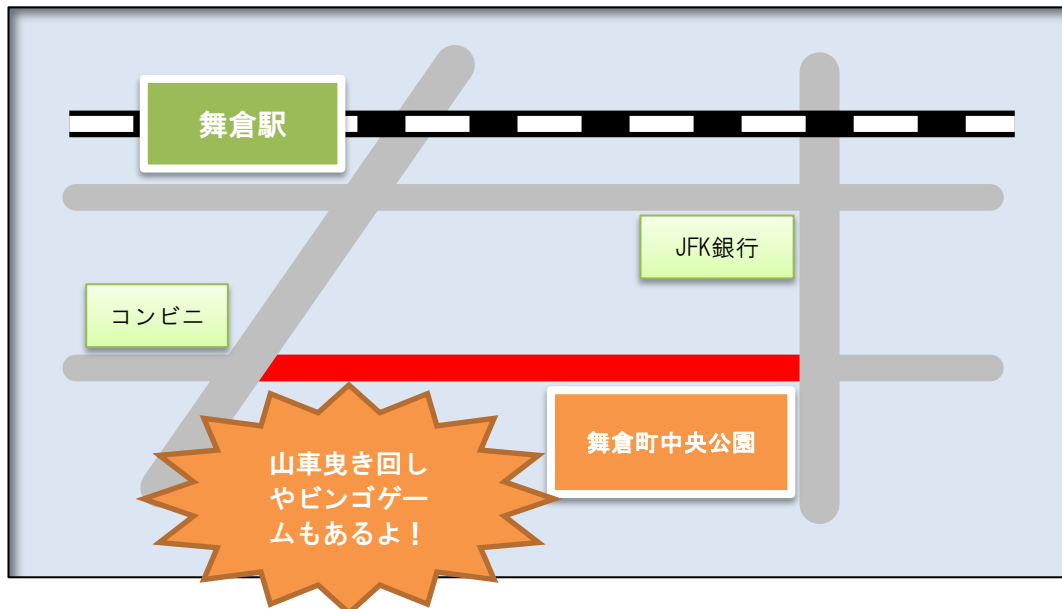 舞倉駅
JFK銀行
コンビニ
舞倉町中央公園
山車曳き回し
やビンゴゲー
ムもあるよ！